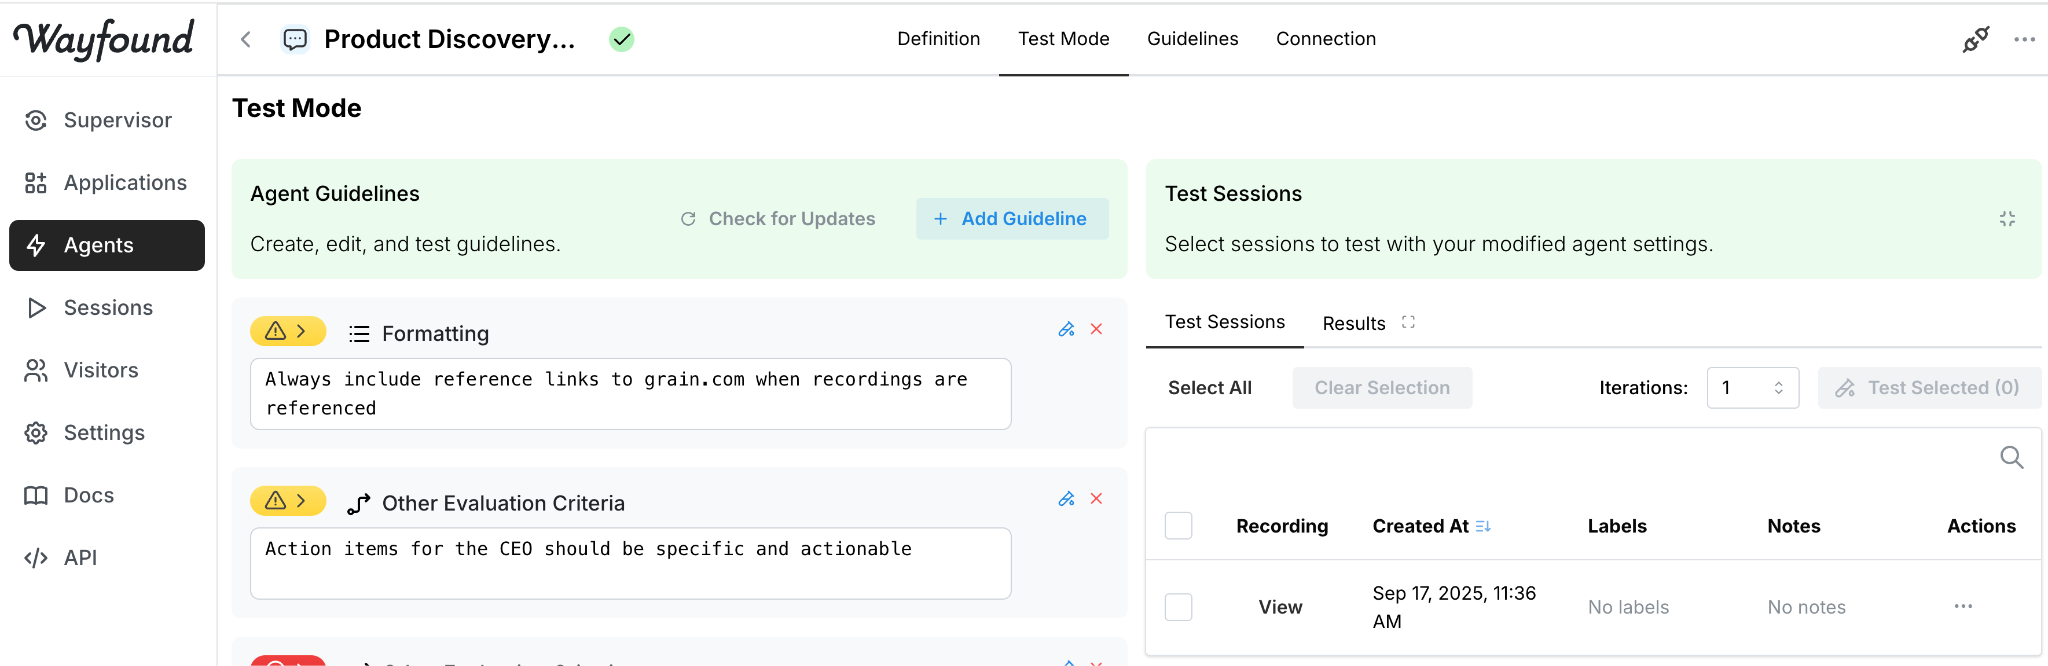 Wayfound
Product Discovery...
Definition
Test Mode
Guidelines
Connection
Supervisor
Applications
Agents
Sessions
Visitors
Settings
Docs
API
Test Mode
Agent Guidelines
Create, edit, and test guidelines.
Check for Updates
+ Add Guideline
Formatting
Always include reference links to grain.com when recordings are
referenced
Other Evaluation Criteria
Action items for the CEO should be specific and actionable
Test Sessions
Select sessions to test with your modified agent settings.
Test Sessions
Results
Select All
Clear Selection
Iterations:
1
Test Selected (0)
Recording
Created At
Labels
Notes
Actions
View
Sep 17, 2025, 11:36
AM
No labels
No notes